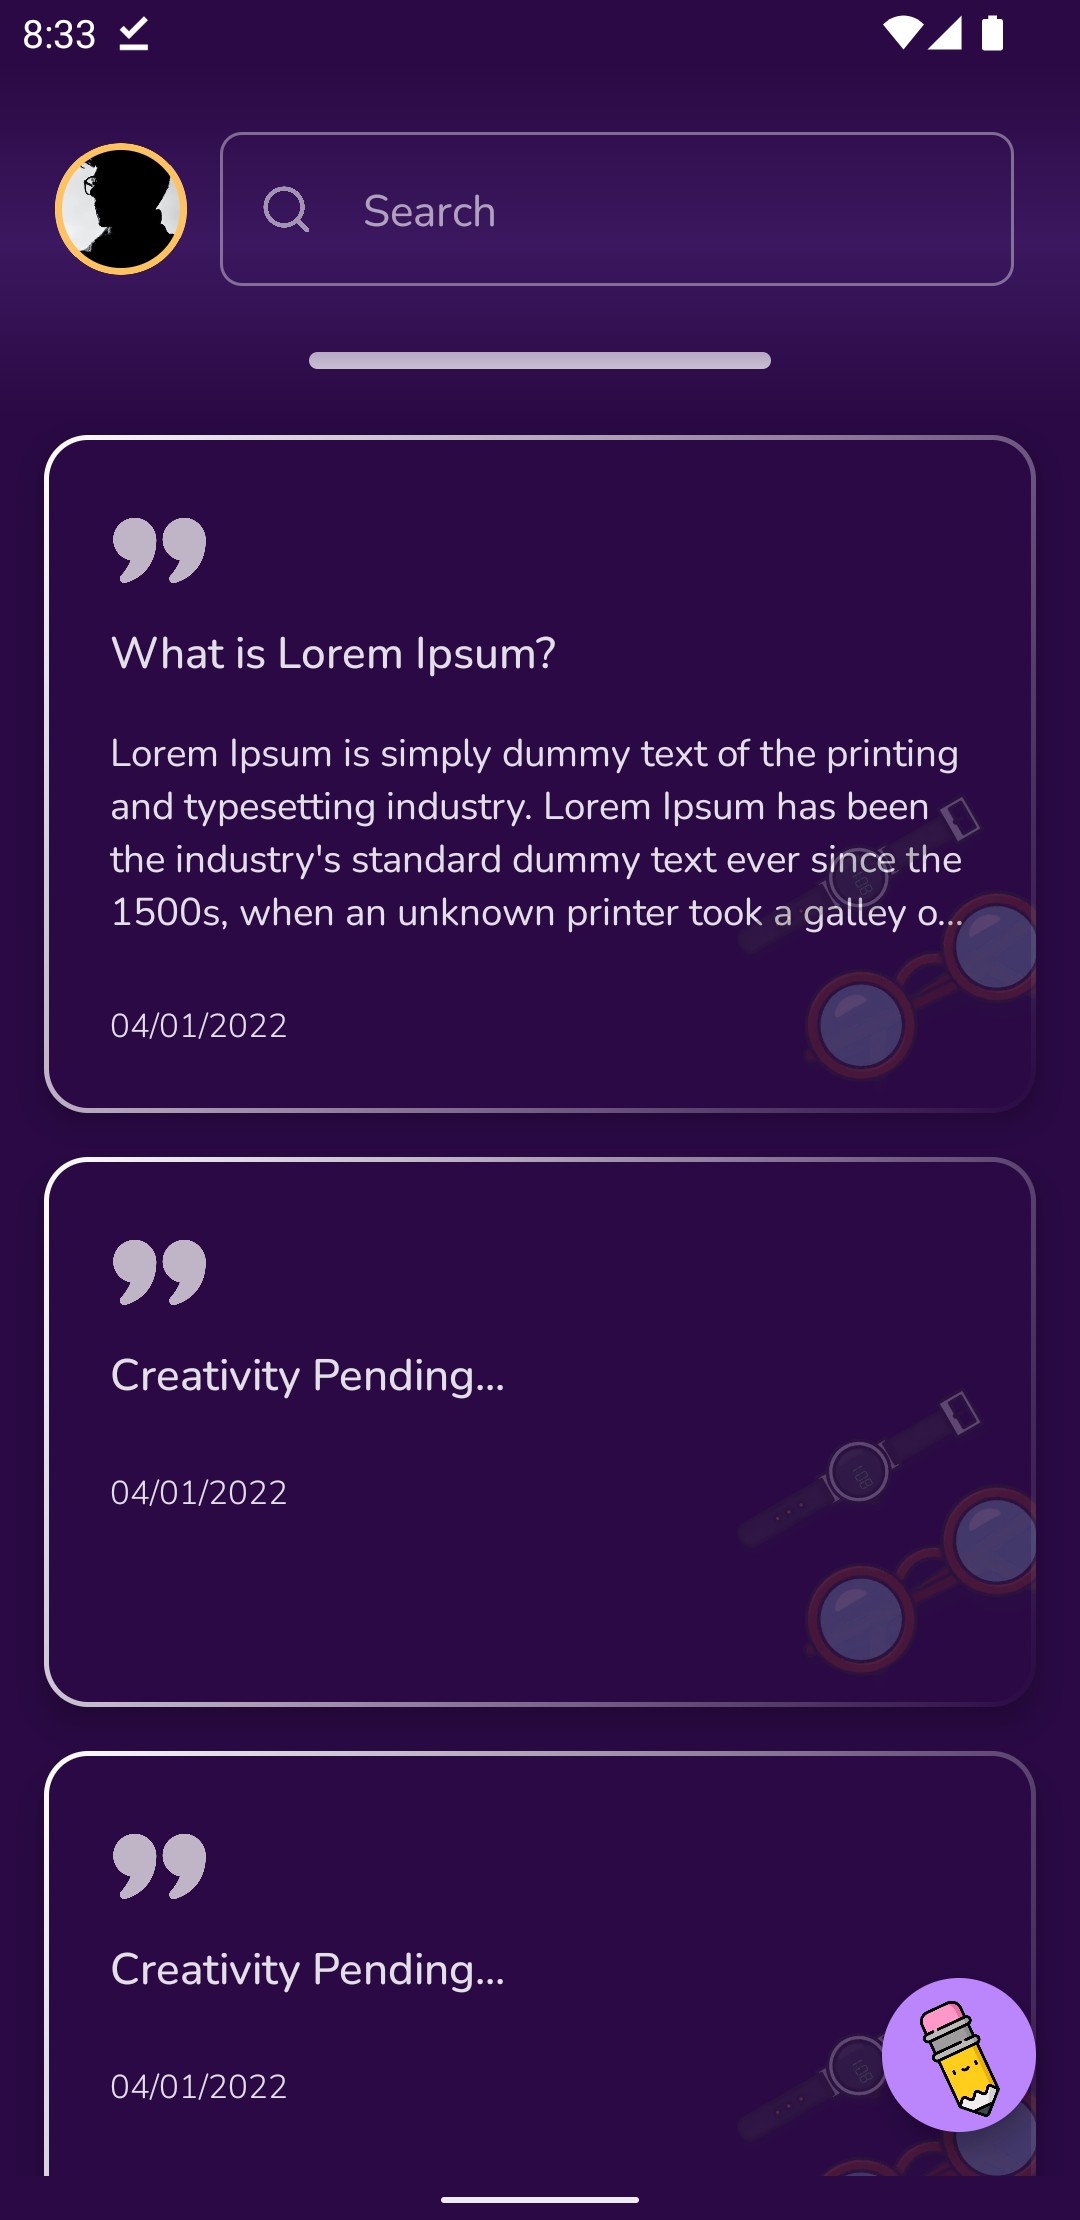 8:33
Search
What is Lorem Ipsum?
Lorem Ipsum is simply dummy text of the printing
and typesetting industry. Lorem Ipsum has been
the industry's standard dummy text ever since the
1500s, when an unknown printer took a galley o...
04/01/2022
Creativity Pending...
04/01/2022
Creativity Pending...
04/01/2022